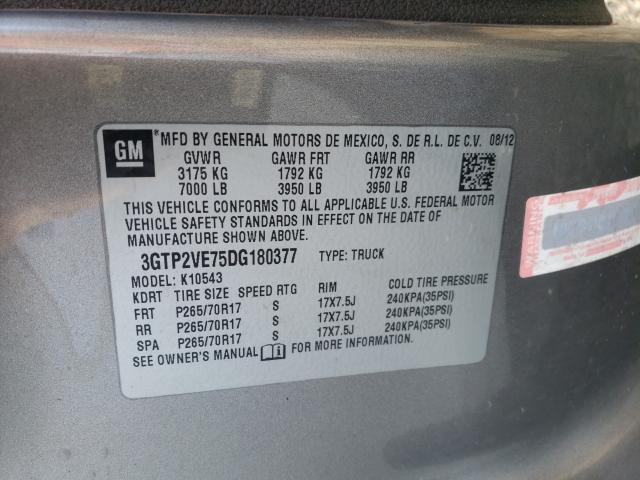 GM
*MFD BY GENERAL MOTORS DE MEXICO, S. DE R.L. DE C.V. 08/12
GVWR GAWR FRT GAWR RR
3175 KG 1792 KG 1792 KG
7000 LB 3950 LB 3950 LB
THIS VEHICLE CONFORMS TO ALL APPLICABLE U.S. FEDERAL MOTOR
VEHICLE SAFETY STANDARDS IN EFFECT ON THE DATE OF
MANUFACTURE SHOWN ABOVE.
3GTP2VE75DG180377 TYPE: TRUCK
MODEL: K10543
KDRT TIRE SIZE SPEED RTG RIM COLD TIRE PRESSURE
FRT P265/70R17 S 17X7.5J 240KPA(35PSI)
RR P265/70R17 S 17X7.5J 240KPA(35PSI)
SPA P265/70R17 S 17X7.5J 240KPA(35PSI)
SEE OWNER'S MANUAL FOR MORE INFORMATION.